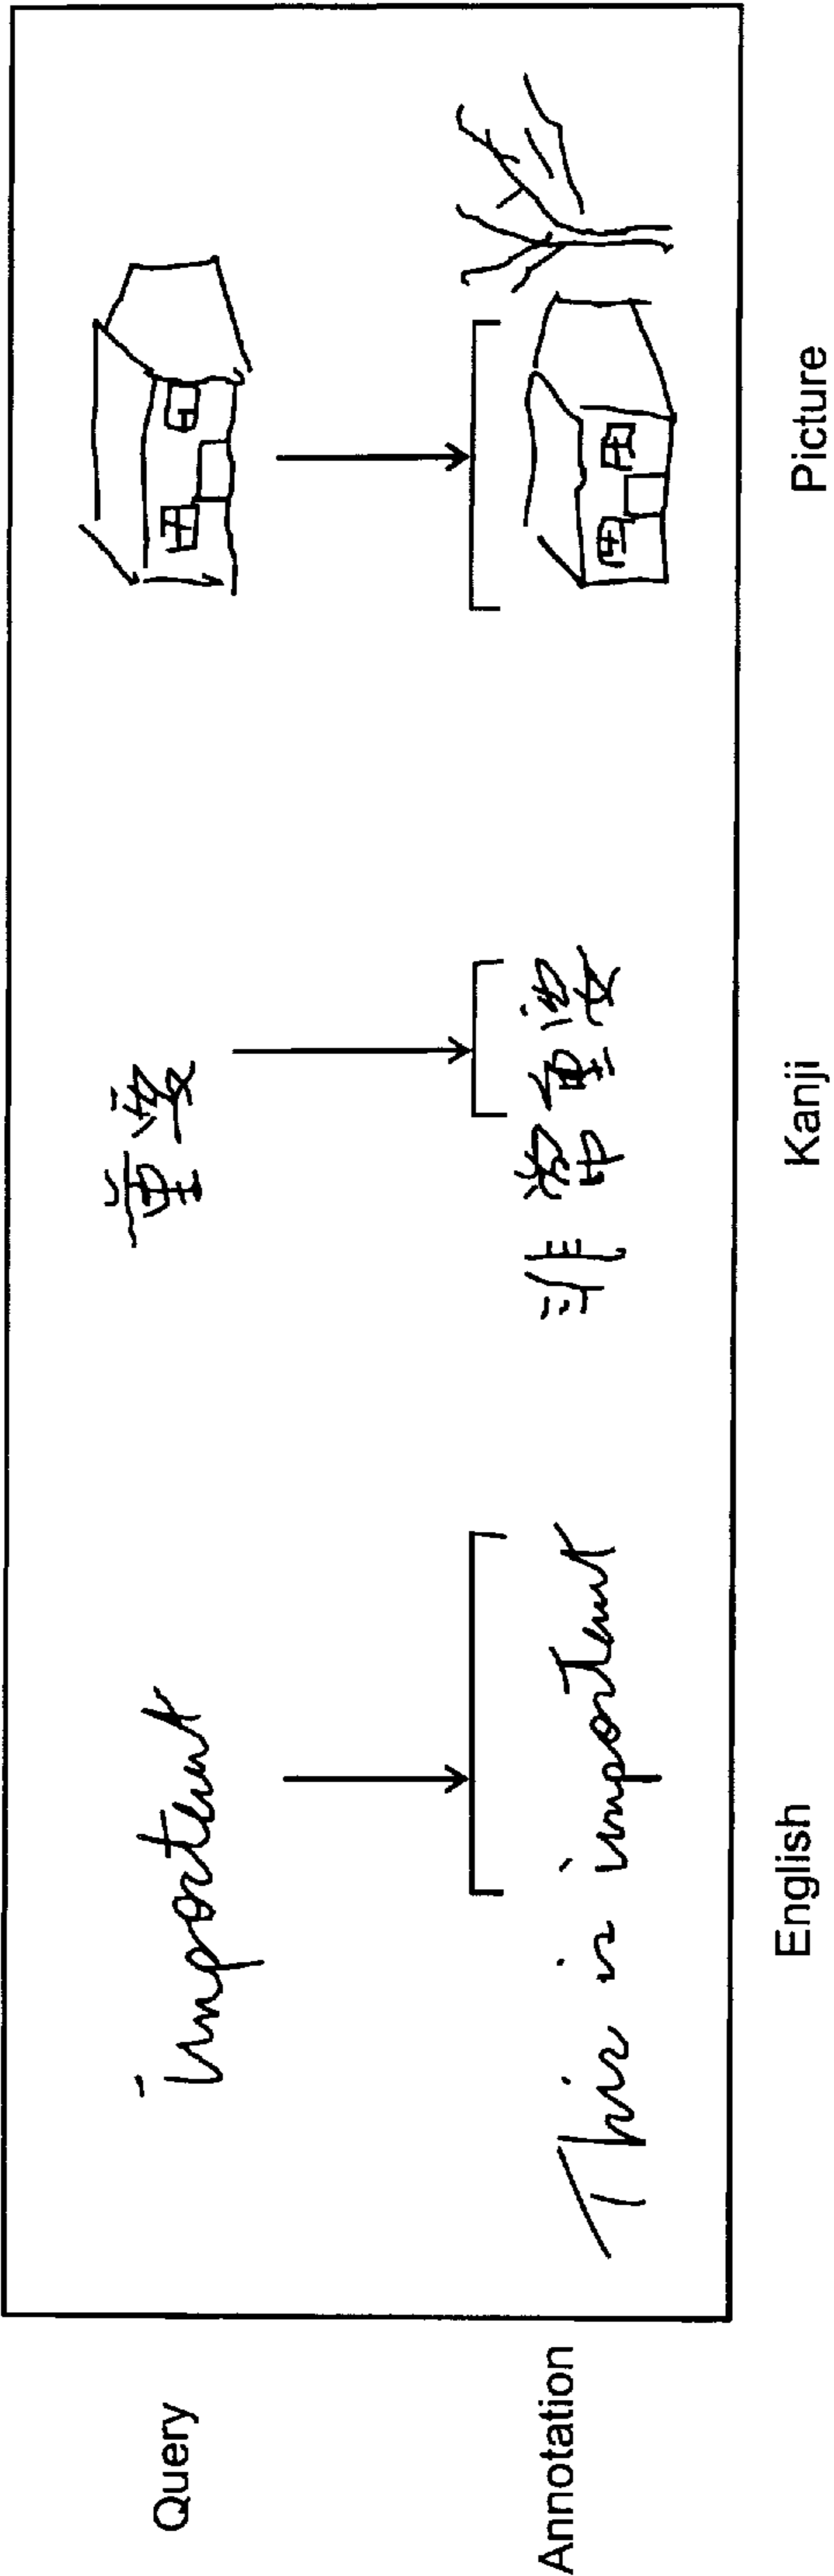 Query important 重要
Annotation This is important 非常重要
English Kanji Picture